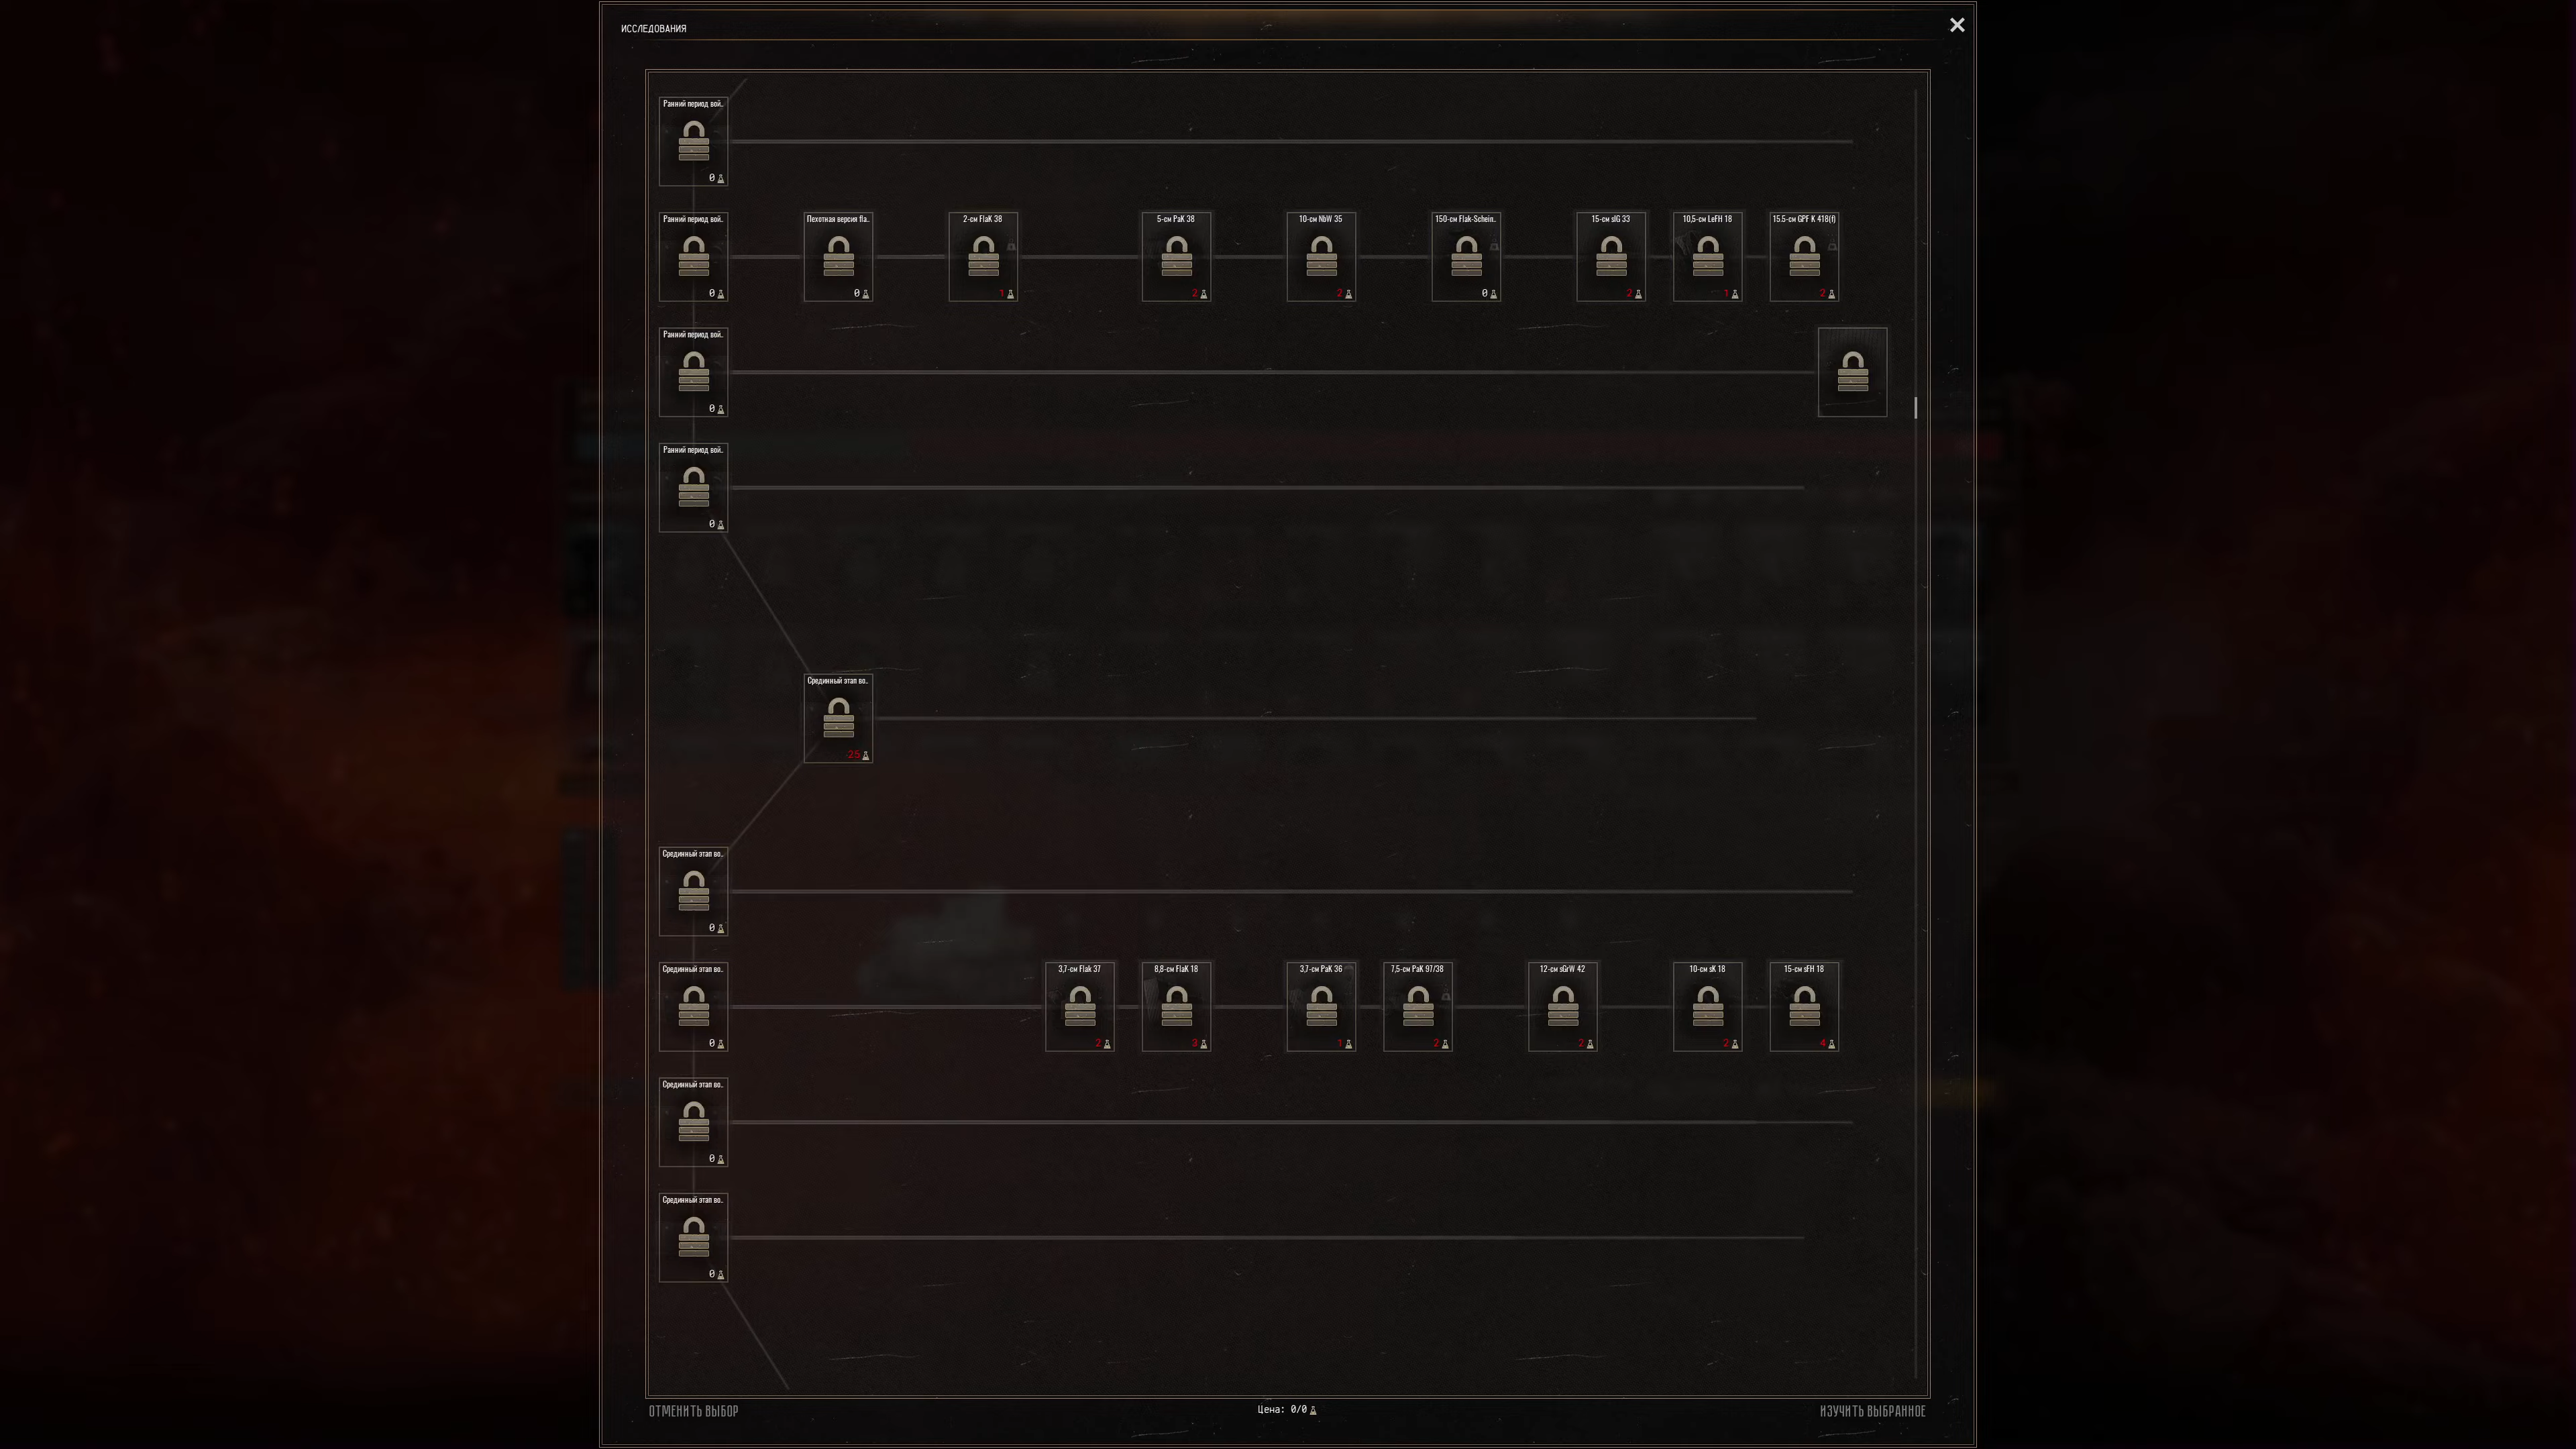 ИССЛЕДОВАНИЯ
Ранний период вой..
0
Ранний период вой..
Пехотная версия fla..
2-см FlaK 38
5-см PaK 38
10-см NbW 35
150-см Flak-Schein..
15-см sIG 33
10,5-см LeFH 18
15.5-см GPF K 418(f)
0
0
1
2
2
0
2
1
2
Ранний период вой..
0
Ранний период вой..
0
Срединный этап во..
25
Срединный этап во..
0
Срединный этап во..
3,7-см Flak 37
8,8-см FlaK 18
3,7-см PaK 36
7,5-см PaK 97/38
12-см sGrW 42
10-см sK 18
15-см sFH 18
0
2
3
1
2
2
2
4
Срединный этап во..
0
Срединный этап во..
0
ОТМЕНИТЬ ВЫБОР
Цена: 0/0
ИЗУЧИТЬ ВЫБРАННОЕ